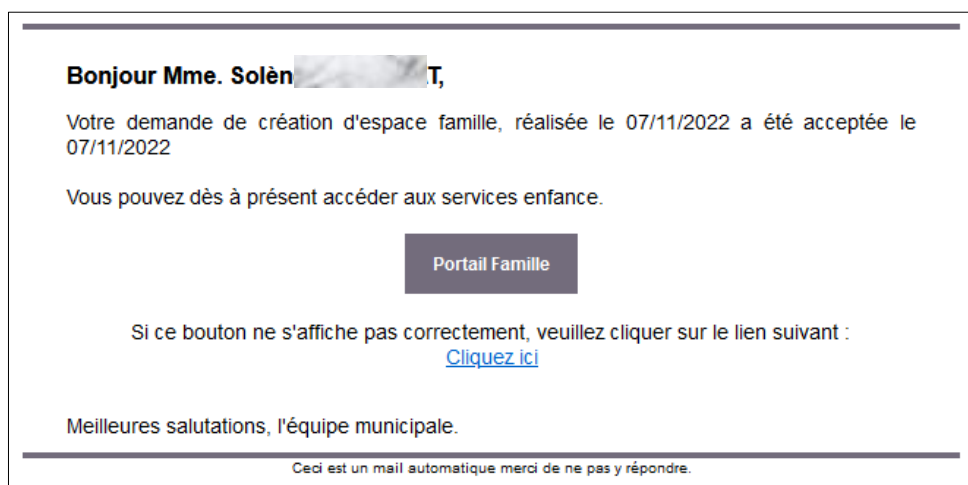 Bonjour Mme. Solèn T,
Votre demande de création d'espace famille, réalisée le 07/11/2022 a été acceptée le
07/11/2022
Vous pouvez dès à présent accéder aux services enfance.
Portail Famille
Si ce bouton ne s'affiche pas correctement, veuillez cliquer sur le lien suivant :
Cliquez ici
Meilleures salutations, l'équipe municipale.
Ceci est un mail automatique merci de ne pas y répondre.